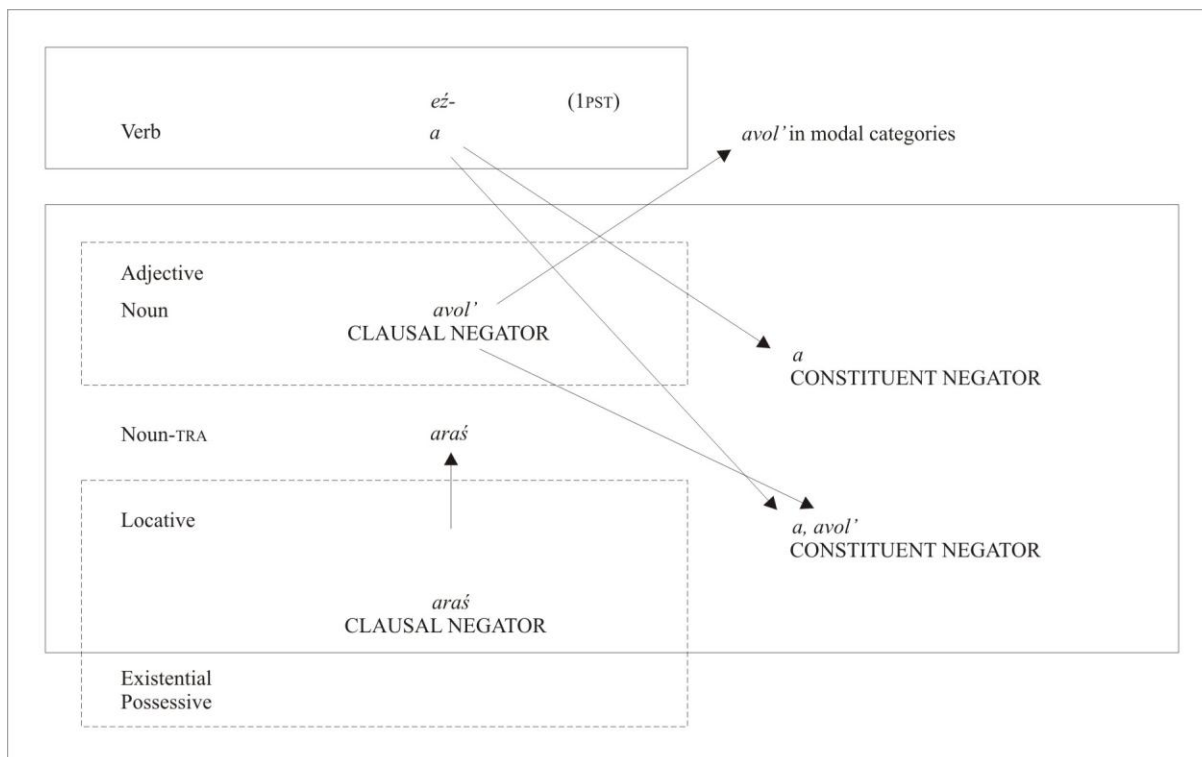 eź- (1PST)
Verb a avol’ in modal categories
Adjective
Noun avol’
CLAUSAL NEGATOR
a
CONSTITUENT NEGATOR
Noun-TRA araś
Locative
a, avol’
CONSTITUENT NEGATOR
araś
CLAUSAL NEGATOR
Existential
Possessive